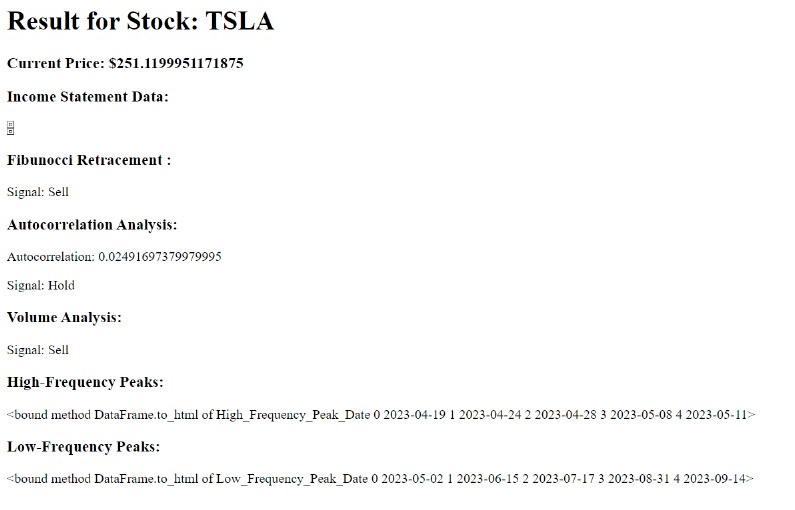 Result for Stock: TSLA
Current Price: $251.1199951171875
Income Statement Data:
Fibunocci Retracement :
Signal: Sell
Autocorrelation Analysis:
Autocorrelation: 0.02491697379979995
Signal: Hold
Volume Analysis:
Signal: Sell
High-Frequency Peaks:
<bound method DataFrame.to_html of High_Frequency_Peak_Date 0 2023-04-19 1 2023-04-24 2 2023-04-28 3 2023-05-08 4 2023-05-11>
Low-Frequency Peaks:
<bound method DataFrame.to_html of Low_Frequency_Peak_Date 0 2023-05-02 1 2023-06-15 2 2023-07-17 3 2023-08-31 4 2023-09-14>